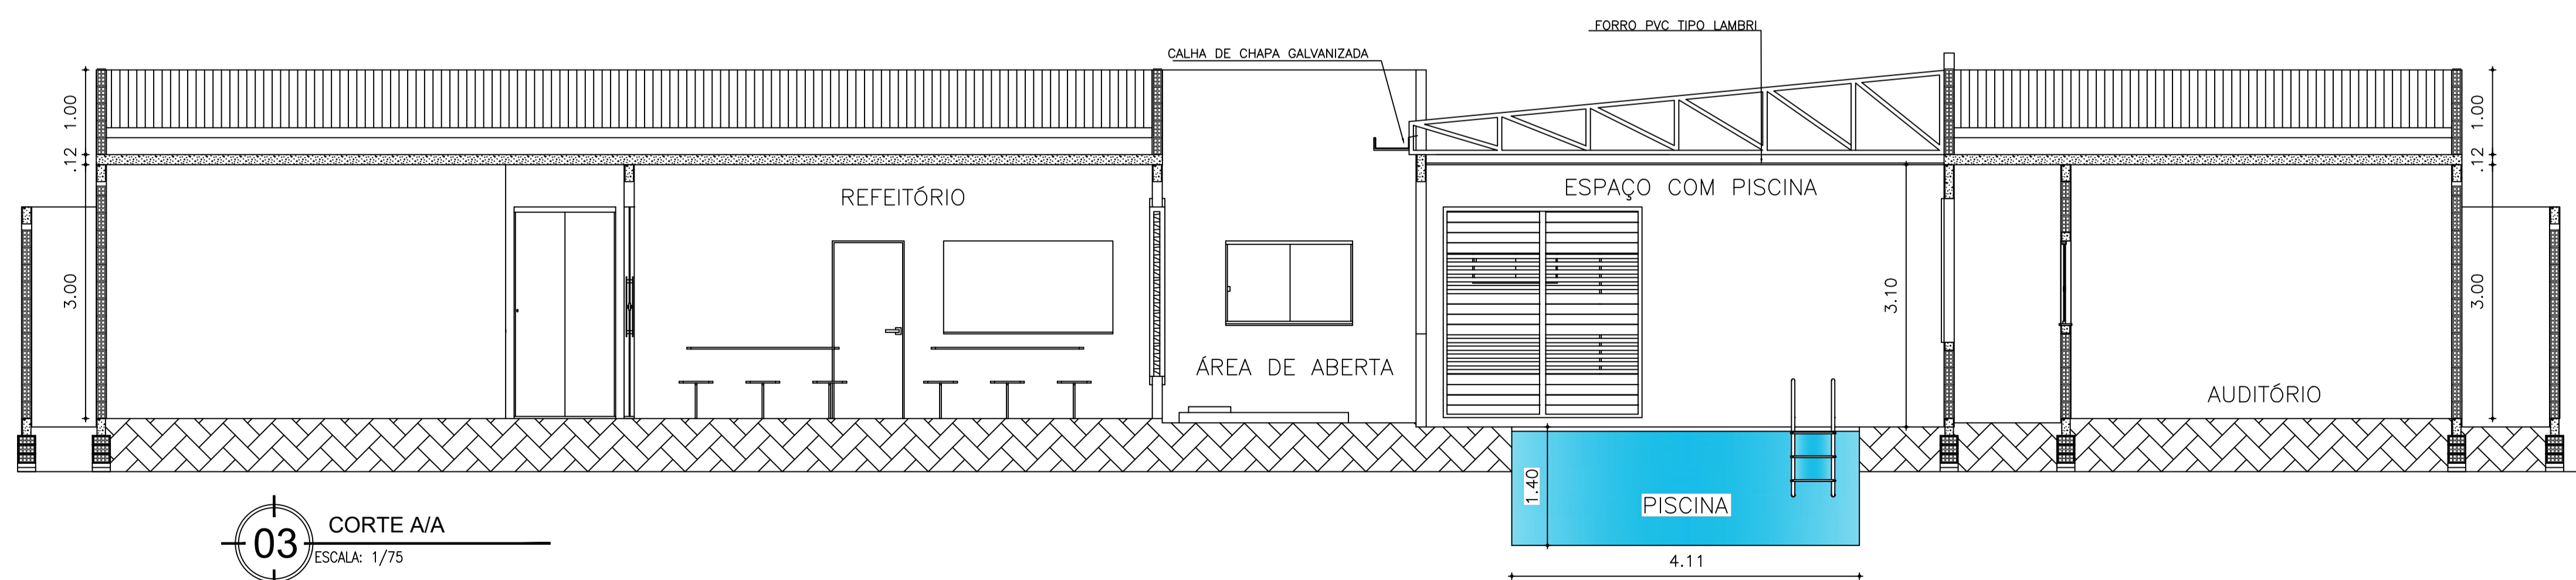 FORRO PVC TIPO LAMBRI
CALHA DE CHAPA GALVANIZADA
1.00
1.00
.12
.12
REFEITÓRIO
ESPAÇO COM PISCINA
3.00
3.10
3.00
ÁREA DE ABERTA
AUDITÓRIO
1.40
PISCINA
4.11
03
CORTE A/A
ESCALA: 1/75